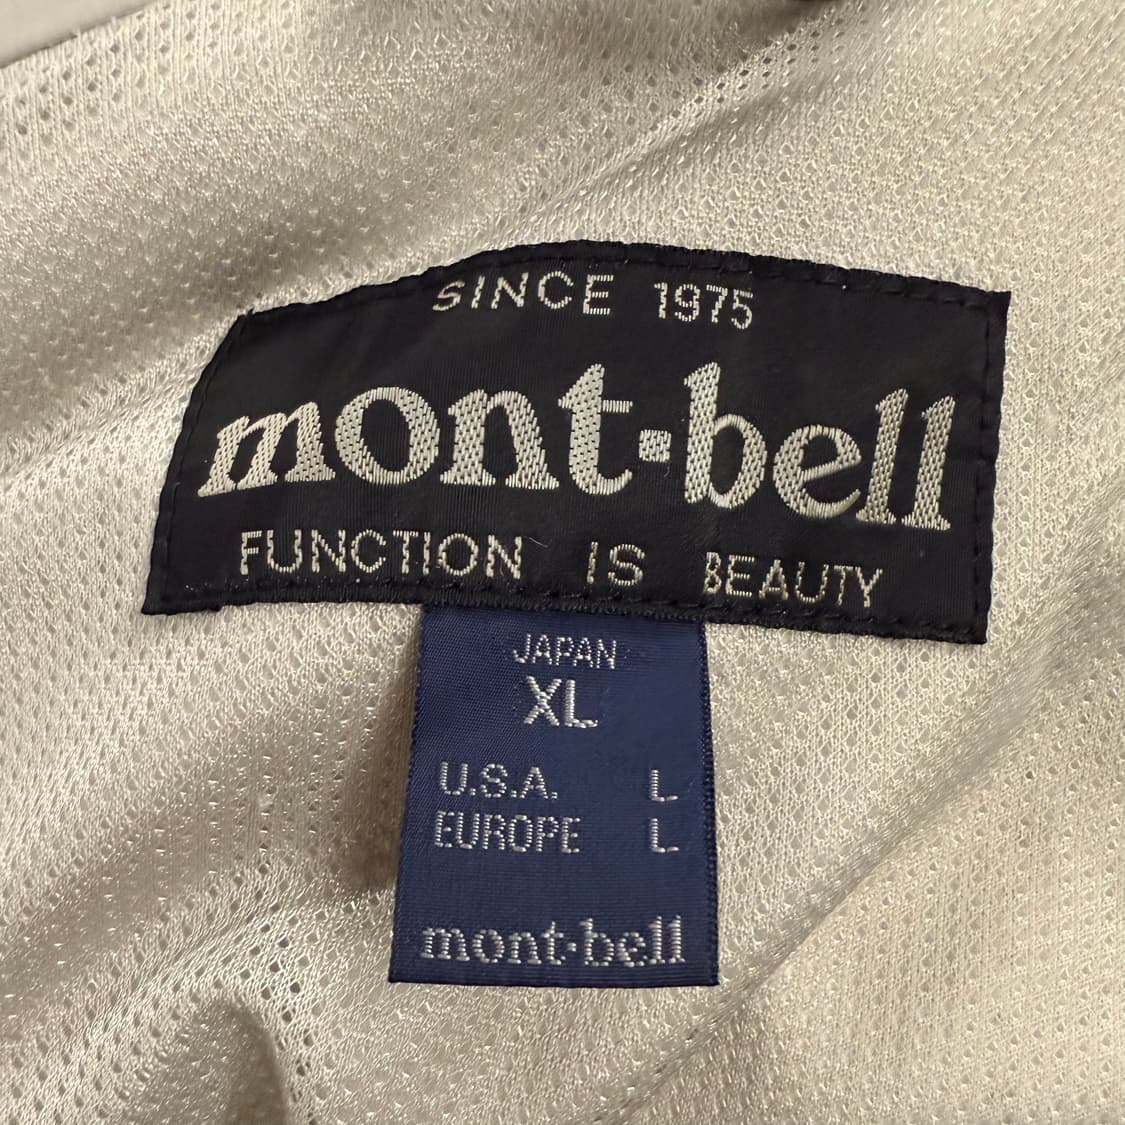 SINCE 1975
mont-bell
FUNCTION IS BEAUTY
JAPAN
XL
U.S.A. L
EUROPE L
mont-bell